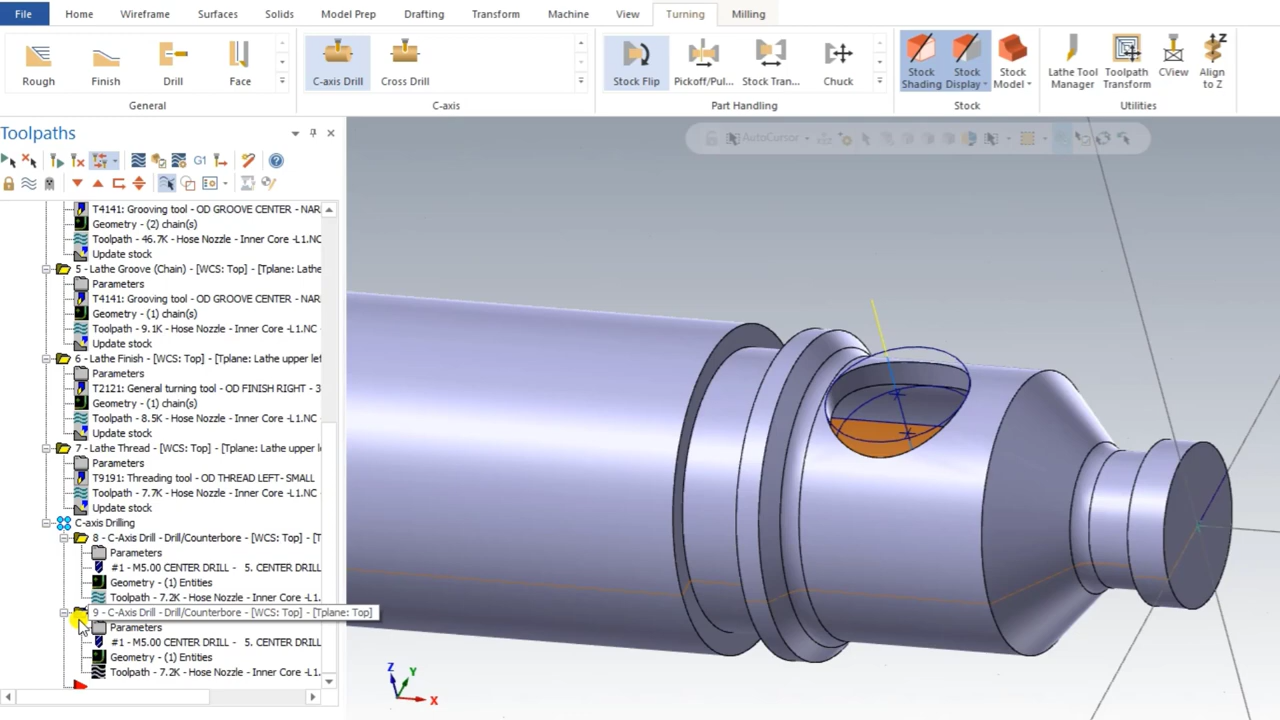 File Home Wireframe Surfaces Solids Model Prep Drafting Transform Machine View Turning Milling
Rough Finish Drill Face C-axis Drill Cross Drill Stock Flip Pickoff/Pul... Stock Tran... Chuck Stock Shading Stock Display Stock Model Lathe Tool Manager Toolpath Transform CView Align to Z
General C-axis Part Handling Stock Utilities
Toolpaths
AutoCursor
G1
T4141: Grooving tool - OD GROOVE CENTER - NAR
Geometry - (2) chain(s)
Toolpath - 46.7K - Hose Nozzle - Inner Core -L1.NC
Update stock
5 - Lathe Groove (Chain) - [WCS: Top] - [Tplane: Lathe
Parameters
T4141: Grooving tool - OD GROOVE CENTER - NAR
Geometry - (1) chain(s)
Toolpath - 9.1K - Hose Nozzle - Inner Core -L1.NC
Update stock
6 - Lathe Finish - [WCS: Top] - [Tplane: Lathe upper lef
Parameters
T2121: General turning tool - OD FINISH RIGHT - 3
Geometry - (1) chain(s)
Toolpath - 8.5K - Hose Nozzle - Inner Core -L1.NC
Update stock
7 - Lathe Thread - [WCS: Top] - [Tplane: Lathe upper l
Parameters
T9191: Threading tool - OD THREAD LEFT- SMALL
Toolpath - 7.7K - Hose Nozzle - Inner Core -L1.NC
Update stock
C-axis Drilling
8 - C-Axis Drill - Drill/Counterbore - [WCS: Top] - [T
Parameters
#1 - M5.00 CENTER DRILL - 5. CENTER DRILL
Geometry - (1) Entities
Toolpath - 7.2K - Hose Nozzle - Inner Core -L1.
9 - C-Axis Drill - Drill/Counterbore - [WCS: Top] - [Tplane: Top]
Parameters
#1 - M5.00 CENTER DRILL - 5. CENTER DRILL
Geometry - (1) Entities
Toolpath - 7.2K - Hose Nozzle - Inner Core -L1.
Z Y
X